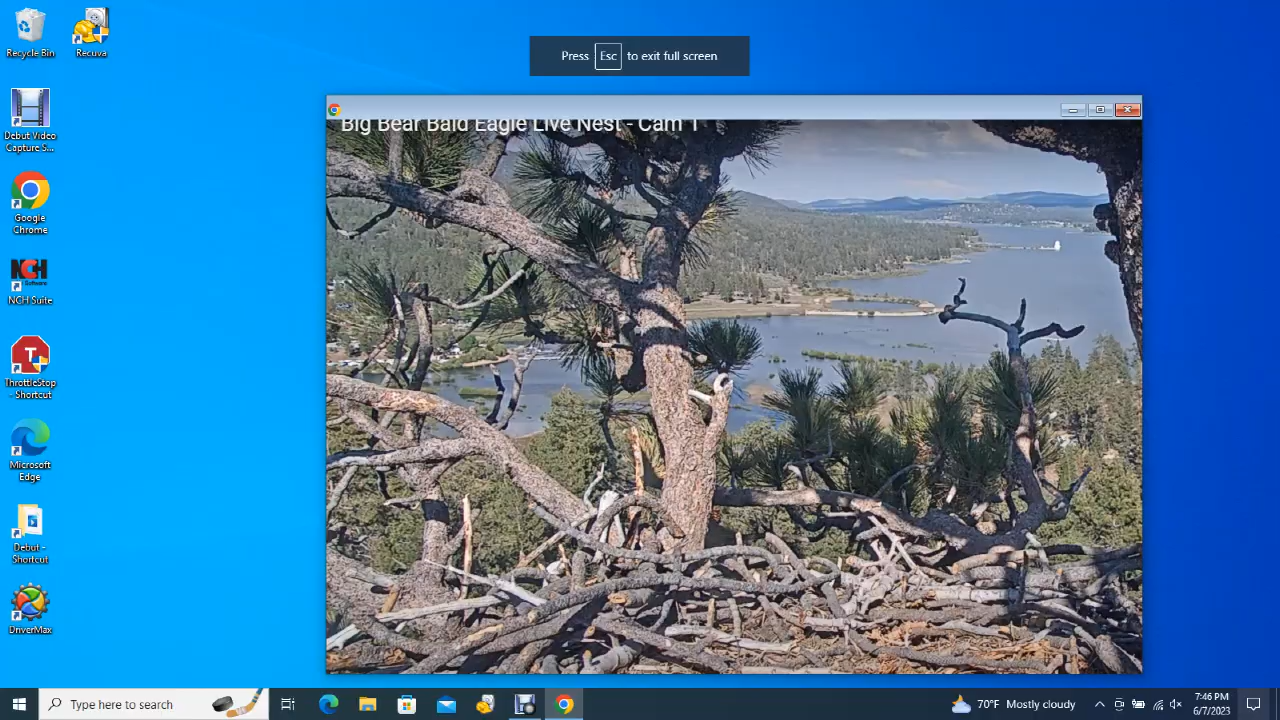 Recycle Bin
Recuva
Debut Video
Capture S...
Google
Chrome
NCH
Software
NCH Suite
T
ThrottleStop
- Shortcut
Microsoft
Edge
Debut -
Shortcut
DriverMax
Press Esc to exit full screen
Big Bear Bald Eagle Live Nest - Cam 1
Type here to search
70°F Mostly cloudy
7:46 PM
6/7/2023